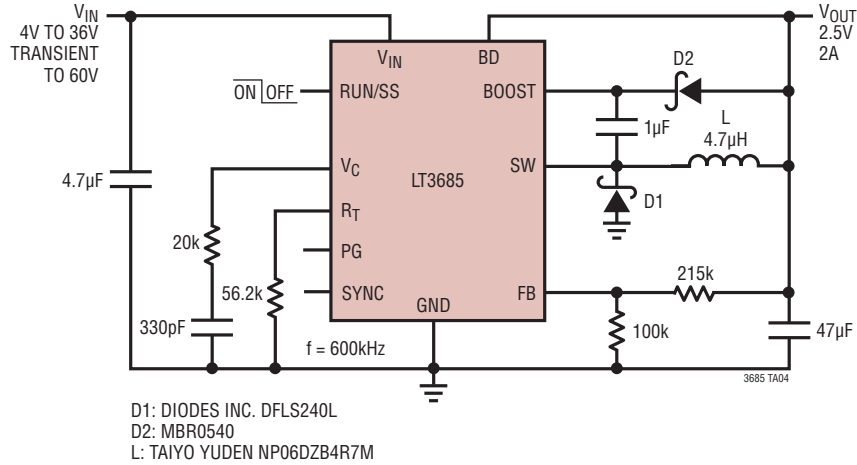 VIN
4V TO 36V
TRANSIENT
TO 60V
VOUT
2.5V
2A
VIN
BD
ON OFF
RUN/SS
BOOST
D2
1µF
L
4.7µH
VC
LT3685
SW
4.7µF
D1
RT
20k
PG
56.2k
SYNC
GND
FB
215k
330pF
f = 600kHz
100k
47µF
3685 TA04
D1: DIODES INC. DFLS240L
D2: MBR0540
L: TAIYO YUDEN NP06DZB4R7M